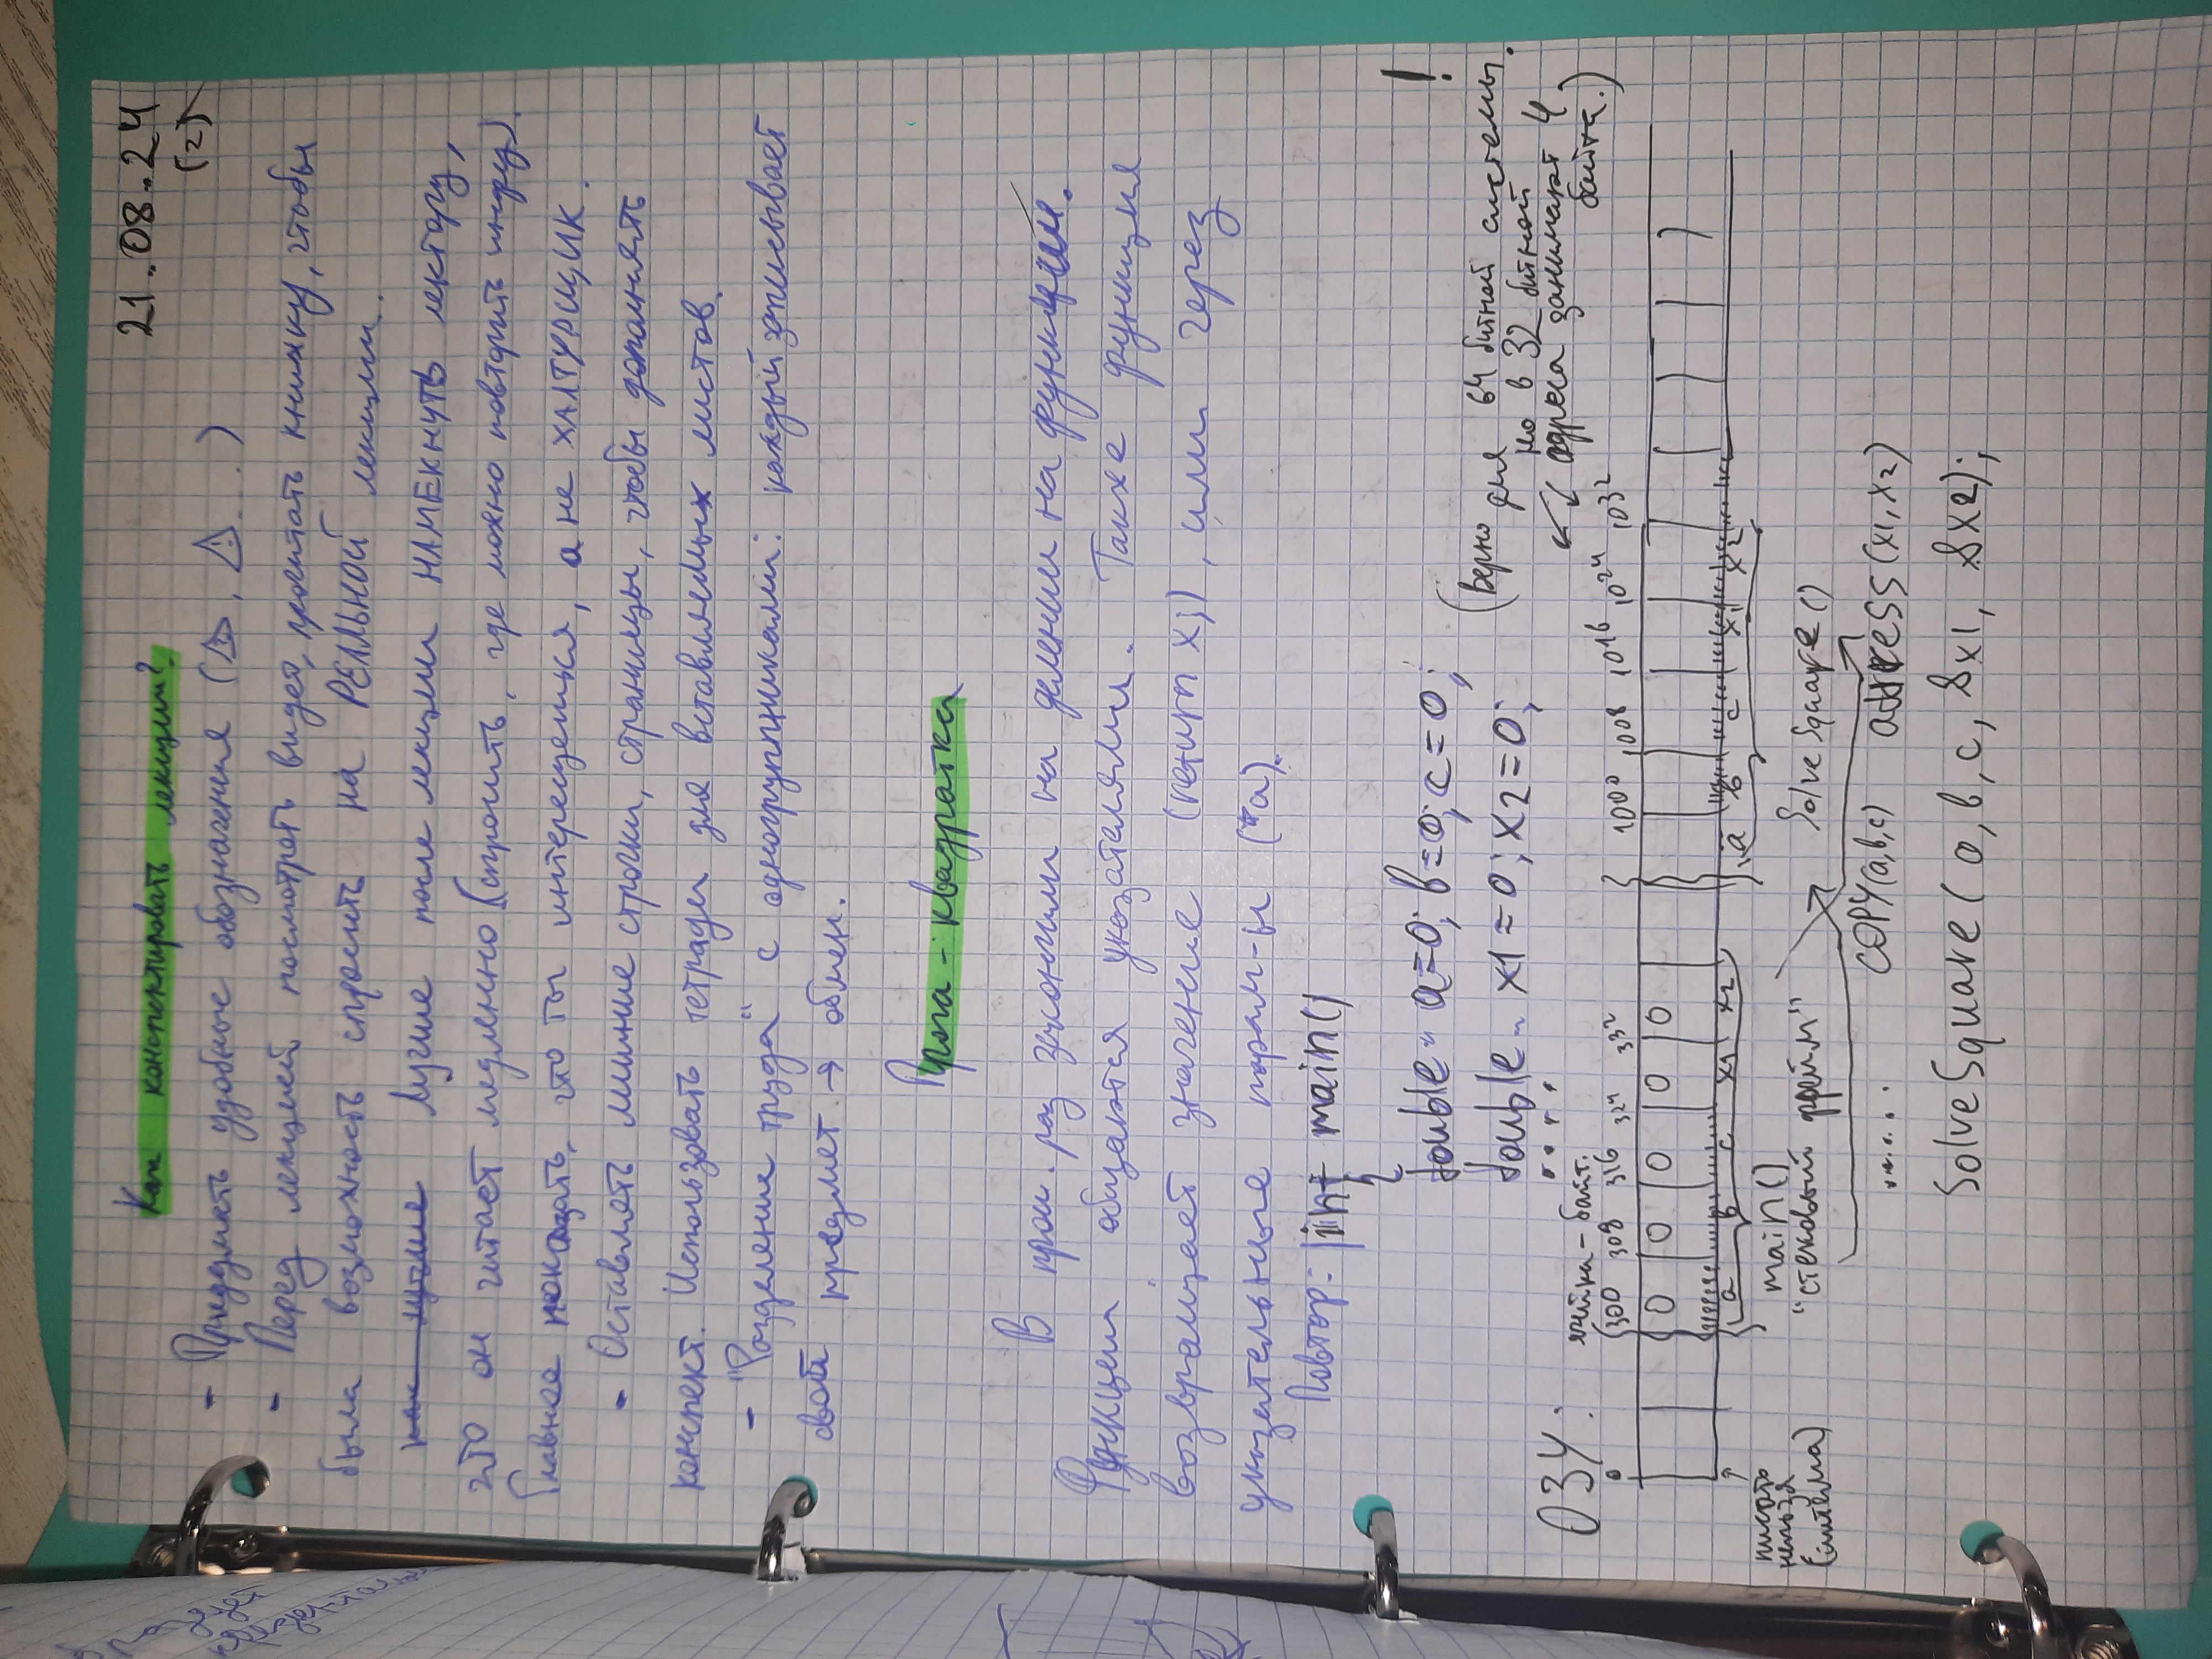 21.08.24
(2)
Как конспектировать лекции?
- Придумать удобные обозначения ( , ...)
- Перед лекцией посмотреть видео, прочитать книжку, чтобы
была возможность спросить на РЕАЛЬНОЙ лекции.
Лучше после лекции НАМЕКНУТЬ лектору,
что он читает медленно (спросить, где можно повторить инфу).
Главное показать, что ты интересуешься, а не ХАЛТУРЩИК.
- Оставлять лишние строчки, страницы, чтобы дополнять
конспект. Использовать тетради для вставляемых листов.
- "Разделение труда" с одногруппниками: каждый записывает
свой предмет → обмен.
Прога - квадратка
В прош. раз закончили на делении на функции.
Функции общаются указателями. Также функция
возвращает значение (return x;), или через
указательные парам-ы (*a).
Повтор: int main()
{
double a=0; b=0; c=0;
double x1=0; x2=0;
....
!
(Верно для 64 битной системы.
но в 32 битной
адреса занимают 4
байта.)
ОЗУ:
ячейка - байт.
0 300 308 316 324 332 1000 1008 1016 1024 1032
0 0 0 0 0
a b c x1 x2 a b c x1 x2
писать
нельзя
(система)
main()
"стековый фрейм"
SolveSquare()
...... COPY(a,b,c) address(x1,x2)
SolveSquare(a, b, c, &x1, &x2);